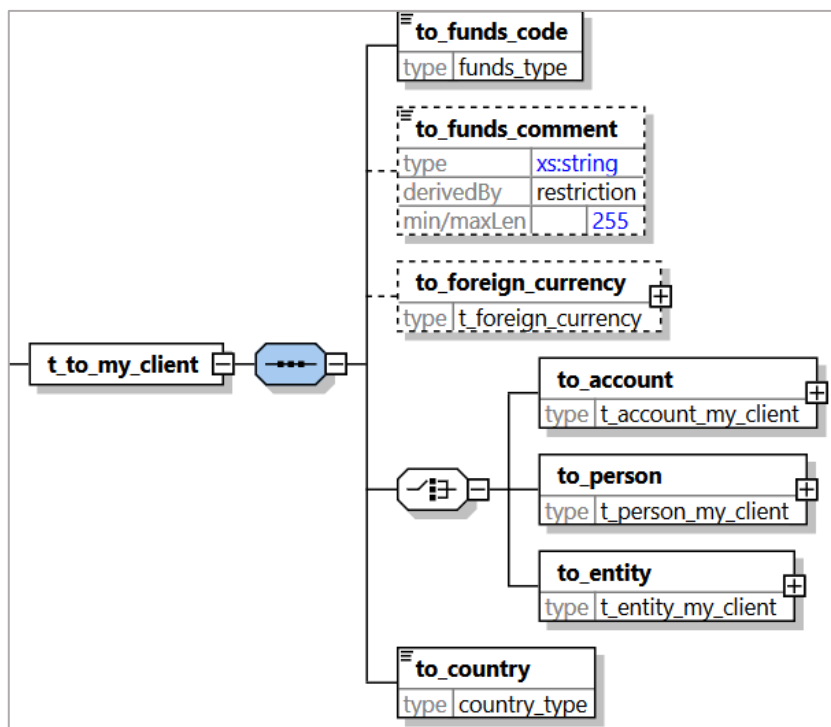 to_funds_code
type funds_type
to_funds_comment
type xs:string
derivedBy restriction
min/maxLen 255
to_foreign_currency
type t_foreign_currency
t_to_my_client
to_account
type t_account_my_client
to_person
type t_person_my_client
to_entity
type t_entity_my_client
to_country
type country_type